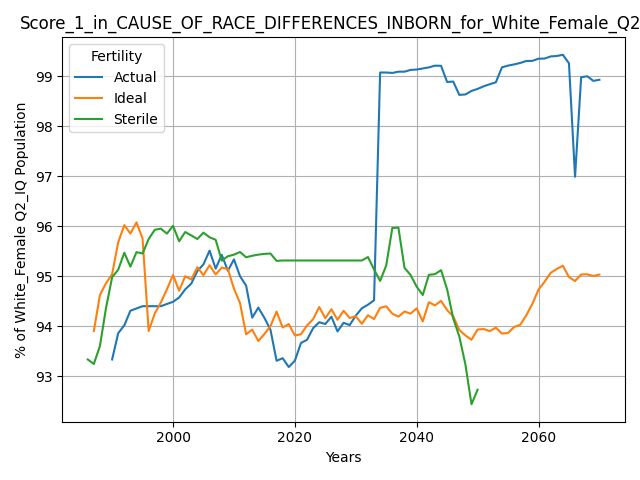 Score_1_in_CAUSE_OF_RACE_DIFFERENCES_INBORN_for_White_Female_Q2
Fertility
Actual
Ideal
Sterile
% of White_Female Q2_IQ Population
99
98
97
96
95
94
93
2000
2020
2040
2060
Years